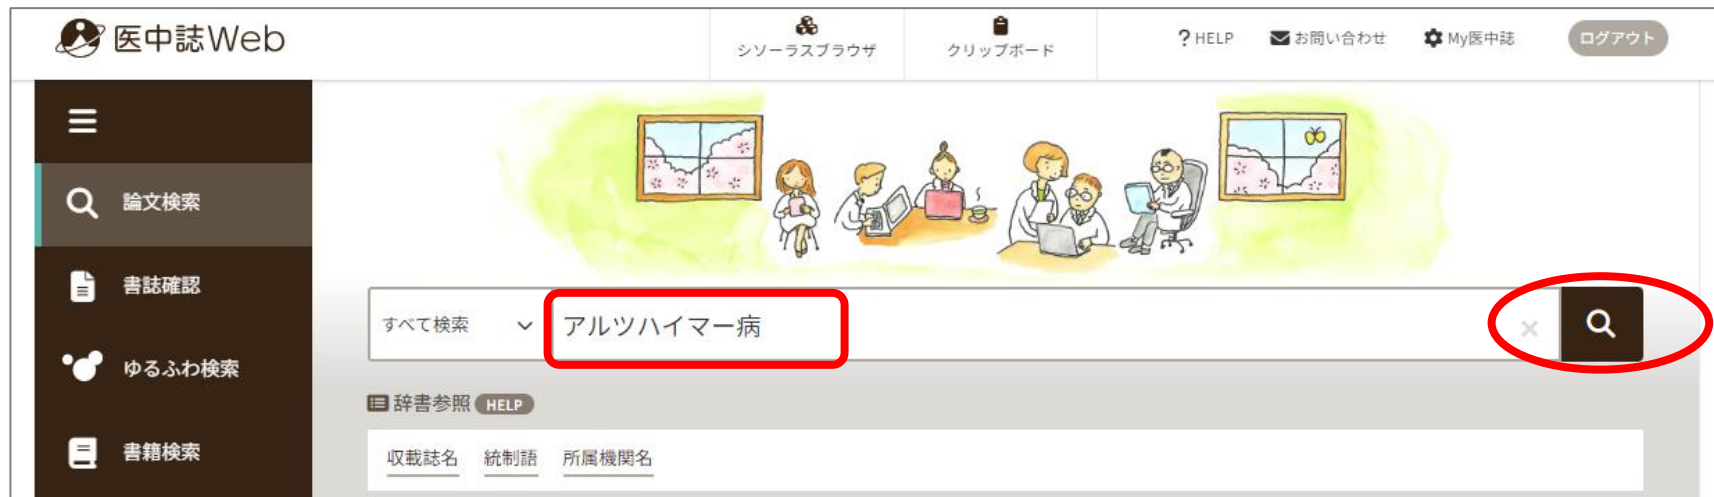 医中誌Web
シソーラスブラウザ
クリップボード
? HELP
お問い合わせ
My医中誌
ログアウト
論文検索
書誌確認
ゆるふわ検索
書籍検索
すべて検索
アルツハイマー病
辞書参照 HELP
収載誌名 統制語 所属機関名